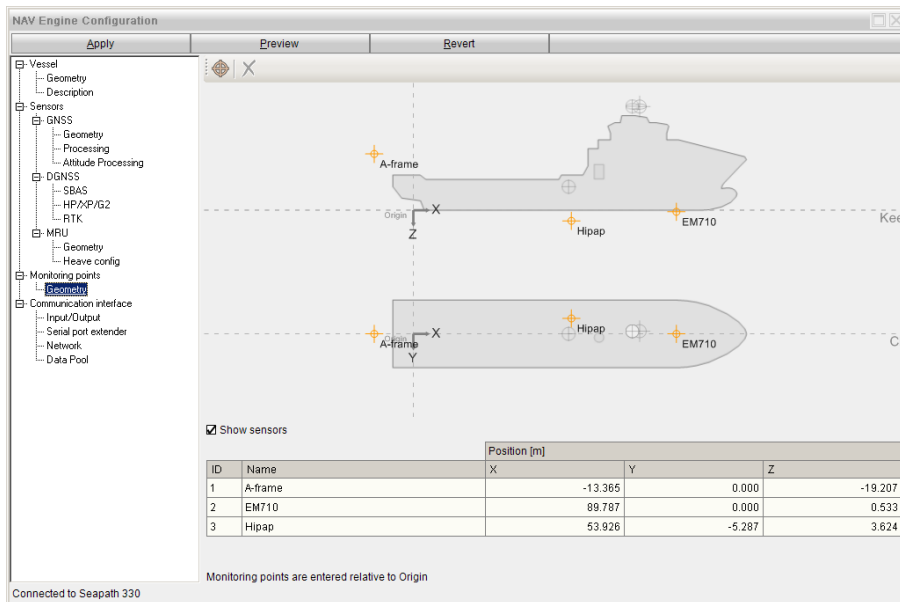 NAV Engine Configuration
Apply Preview Revert
Vessel
Geometry
Description
Sensors
GNSS
Geometry
Processing
Attitude Processing
DGNSS
SBAS
HP/XP/G2
RTK
MRU
Geometry
Heave config
Monitoring points
Geometry
Communication interface
Input/Output
Serial port extender
Network
Data Pool
A-frame
Origin X
Z
Hipap
EM710
Kee
Hipap
A-frame
Origin X
Y
EM710
C
Show sensors
Position [m]
ID Name X Y Z
1 A-frame -13.365 0.000 -19.207
2 EM710 89.787 0.000 0.533
3 Hipap 53.926 -5.287 3.624
Monitoring points are entered relative to Origin
Connected to Seapath 330